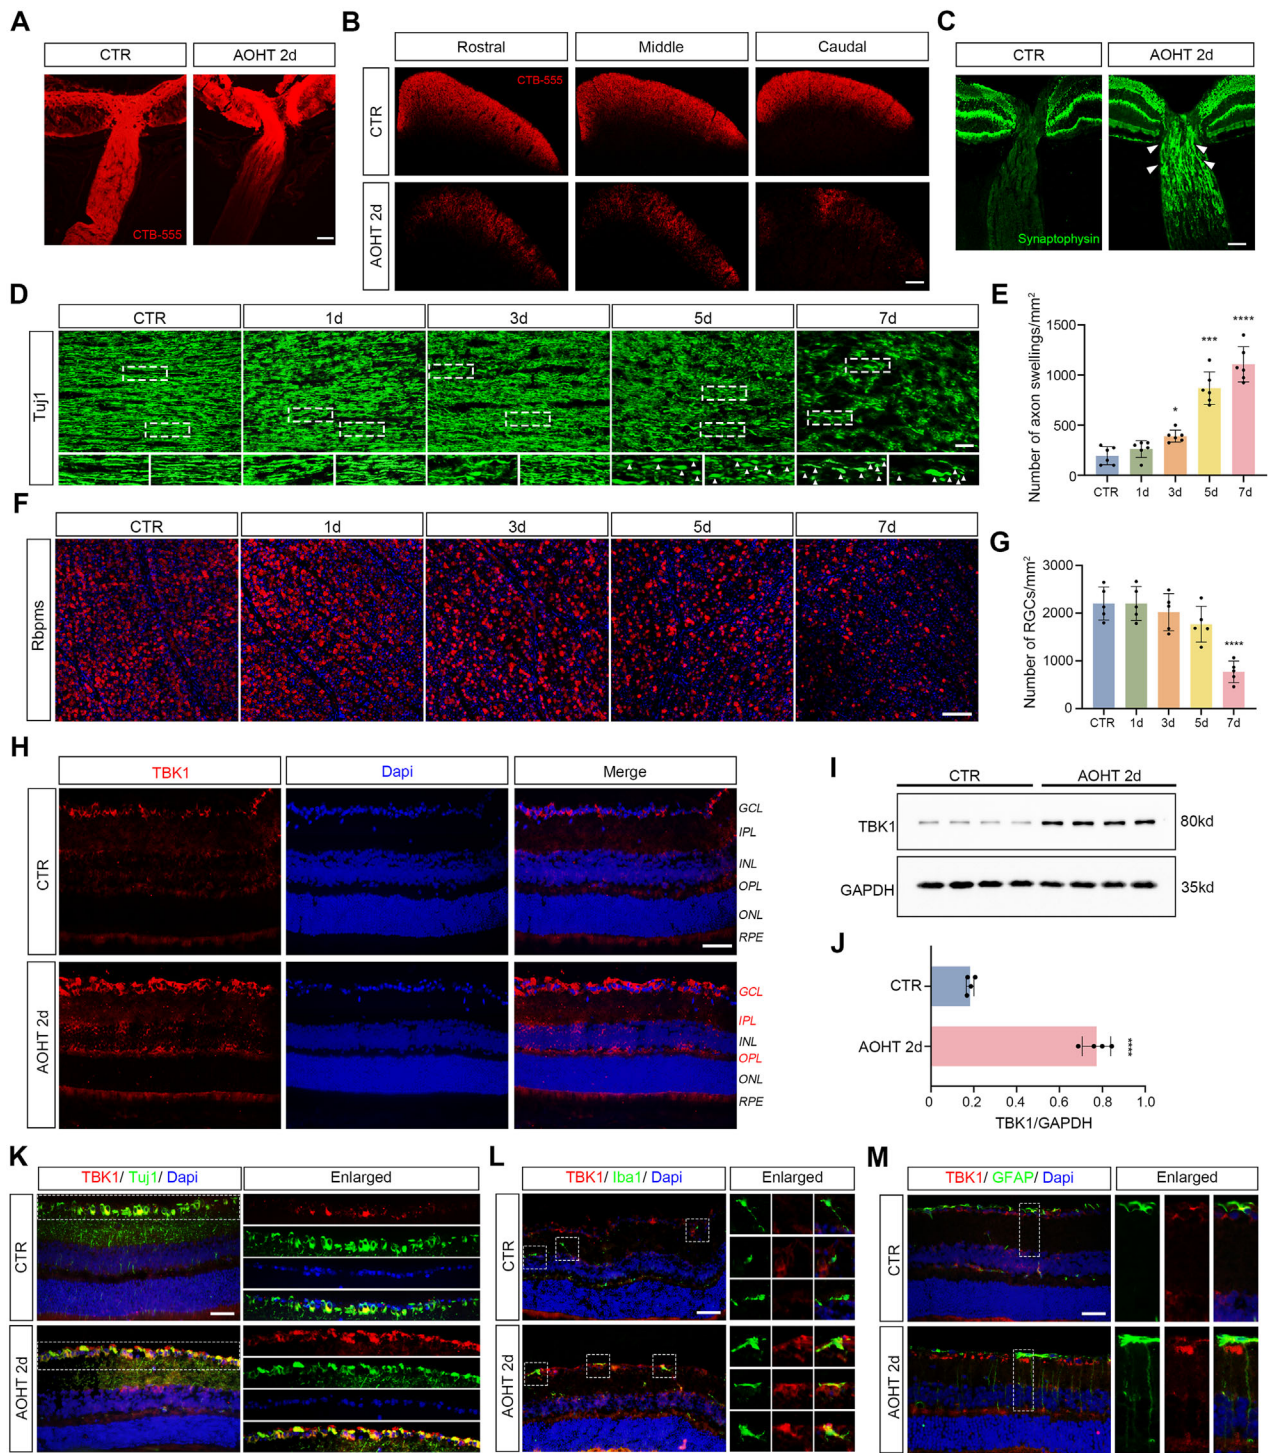 A
CTR
AOHT 2d
CTB-555
B
Rostral
Middle
Caudal
CTR
CTB-555
AOHT 2d
C
CTR
AOHT 2d
Synaptophysin
D
CTR
1d
3d
5d
7d
Tuj1
E
Number of axon swellings/mm²
1500
1000
500
0
*
***
****
CTR
1d
3d
5d
7d
F
CTR
1d
3d
5d
7d
Rbpms
G
Number of RGCs/mm²
3000
2000
1000
0
****
CTR
1d
3d
5d
7d
H
TBK1
Dapi
Merge
CTR
GCL
IPL
INL
OPL
ONL
RPE
AOHT 2d
GCL
IPL
INL
OPL
ONL
RPE
I
CTR
AOHT 2d
TBK1
80kd
GAPDH
35kd
J
CTR
AOHT 2d
****
0
0.2
0.4
0.6
0.8
1.0
TBK1/GAPDH
K
TBK1/ Tuj1/ Dapi
Enlarged
CTR
AOHT 2d
L
TBK1/ Iba1/ Dapi
Enlarged
CTR
AOHT 2d
M
TBK1/ GFAP/ Dapi
Enlarged
CTR
AOHT 2d